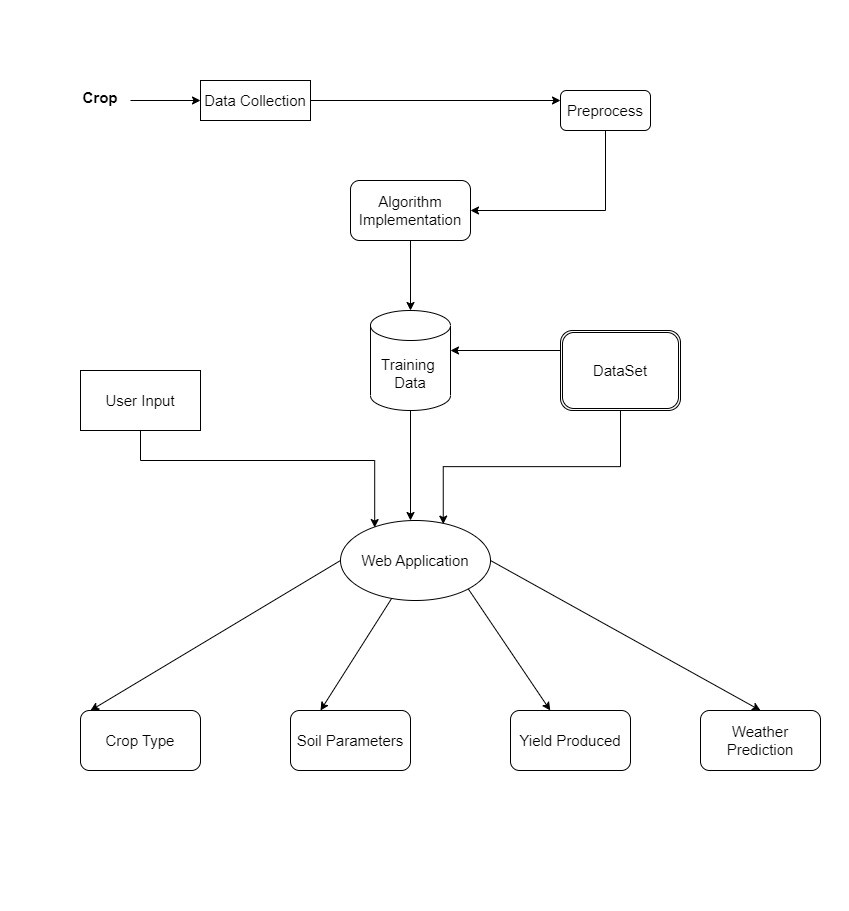 Crop
Data Collection
Preprocess
Algorithm
Implementation
Training
Data
DataSet
User Input
Web Application
Crop Type
Soil Parameters
Yield Produced
Weather
Prediction